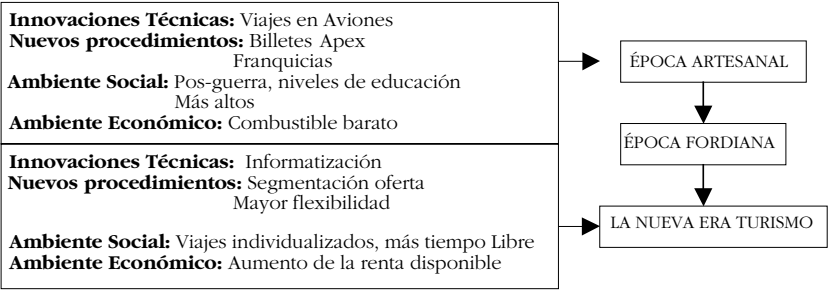 Innovaciones Técnicas: Viajes en Aviones
Nuevos procedimientos: Billetes Apex
Franquicias
Ambiente Social: Pos-guerra, niveles de educación
Más altos
Ambiente Económico: Combustible barato
Innovaciones Técnicas: Informatización
Nuevos procedimientos: Segmentación oferta
Mayor flexibilidad
Ambiente Social: Viajes individualizados, más tiempo Libre
Ambiente Económico: Aumento de la renta disponible
ÉPOCA ARTESANAL
ÉPOCA FORDIANA
LA NUEVA ERA TURISMO